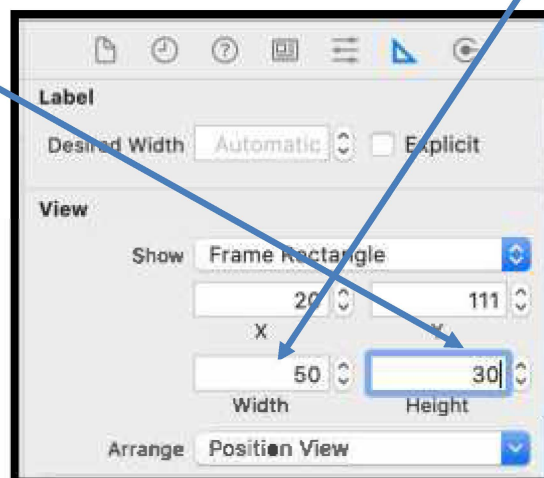 Label
Desired Width Automatic Explicit
View
Show Frame Rectangle
20 111
X Y
50 30
Width Height
Arrange Position View